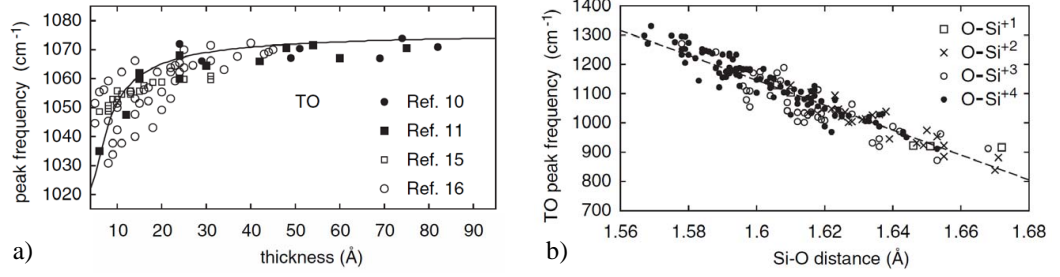 peak frequency (cm⁻¹)
1080
1070
1060
1050
1040
1030
1020
TO
Ref. 10
Ref. 11
Ref. 15
Ref. 16
10 20 30 40 50 60 70 80 90
thickness (Å)
a)
TO peak frequency (cm⁻¹)
1400
1300
1200
1100
1000
900
800
700
O−Si⁺¹
O−Si⁺²
O−Si⁺³
O−Si⁺⁴
1.56 1.58 1.6 1.62 1.64 1.66 1.68
Si-O distance (Å)
b)